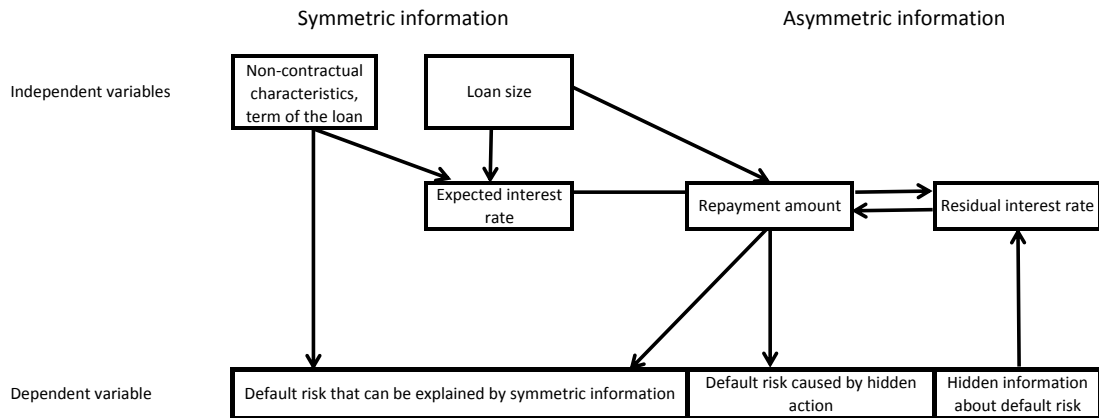 Symmetric information
Asymmetric information
Independent variables
Non-contractual
characteristics,
term of the loan
Loan size
Expected interest
rate
Repayment amount
Residual interest rate
Dependent variable
Default risk that can be explained by symmetric information
Default risk caused by hidden
action
Hidden information
about default risk